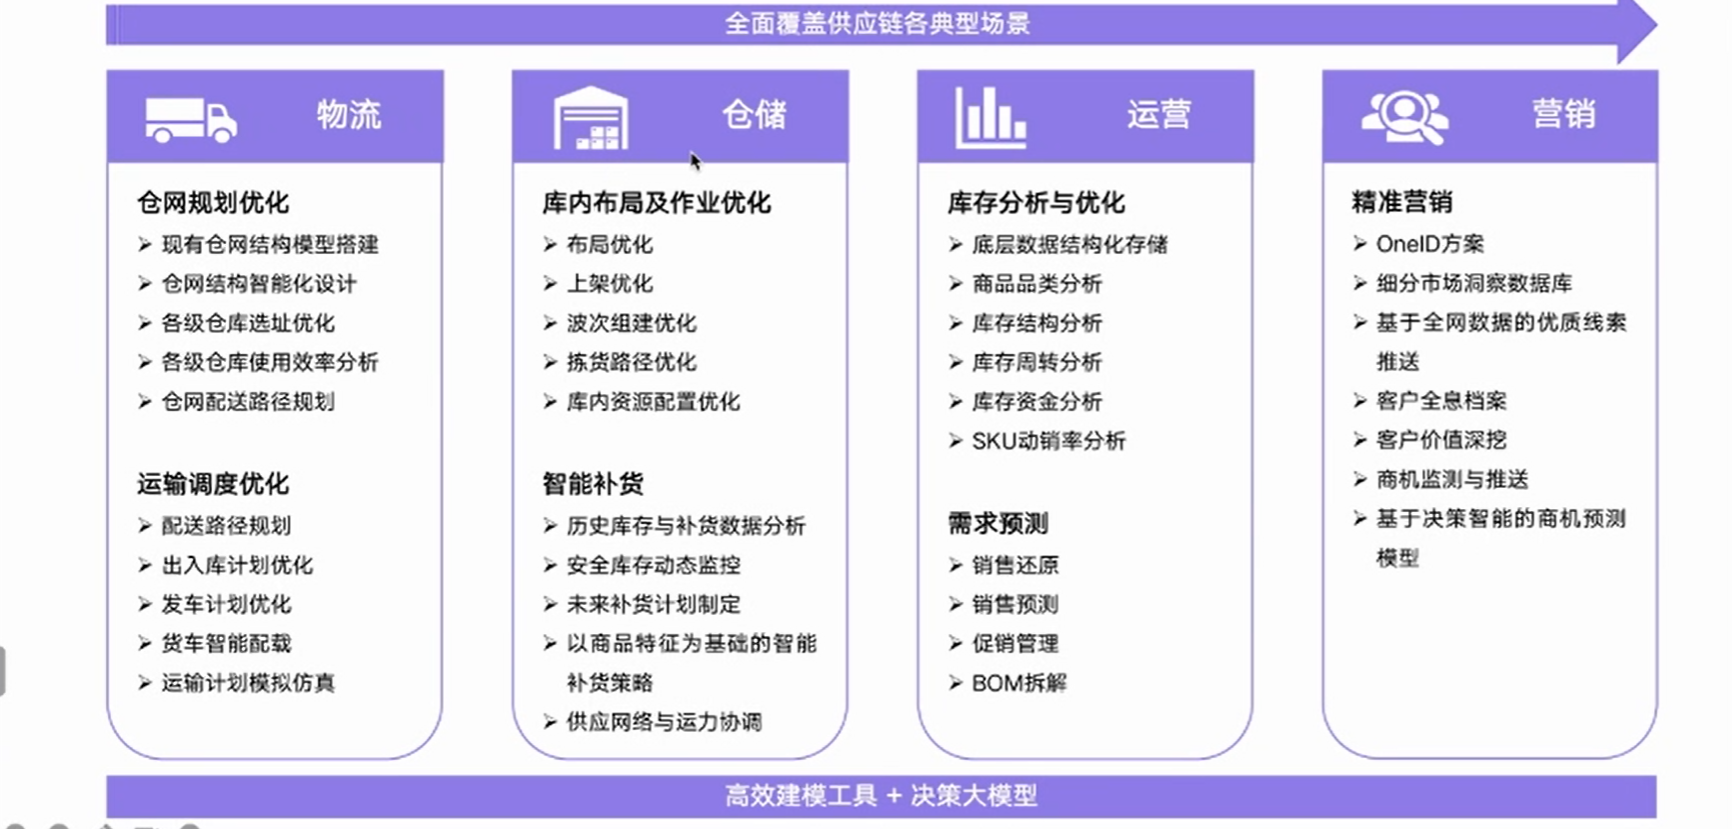 全面覆盖供应链各典型场景
物流
仓网规划优化
现有仓网结构模型搭建
仓网结构智能化设计
各级仓库选址优化
各级仓库使用效率分析
仓网配送路径规划
运输调度优化
配送路径规划
出入库计划优化
发车计划优化
货车智能配载
运输计划模拟仿真
仓储
库内布局及作业优化
布局优化
上架优化
波次组建优化
拣货路径优化
库内资源配置优化
智能补货
历史库存与补货数据分析
安全库存动态监控
未来补货计划制定
以商品特征为基础的智能
补货策略
供应网络与运力协调
运营
库存分析与优化
底层数据结构化存储
商品品类分析
库存结构分析
库存周转分析
库存资金分析
SKU动销率分析
需求预测
销售还原
销售预测
促销管理
BOM拆解
营销
精准营销
OneID方案
细分市场洞察数据库
基于全网数据的优质线索
推送
客户全息档案
客户价值深挖
商机监测与推送
基于决策智能的商机预测
模型
高效建模工具 + 决策大模型